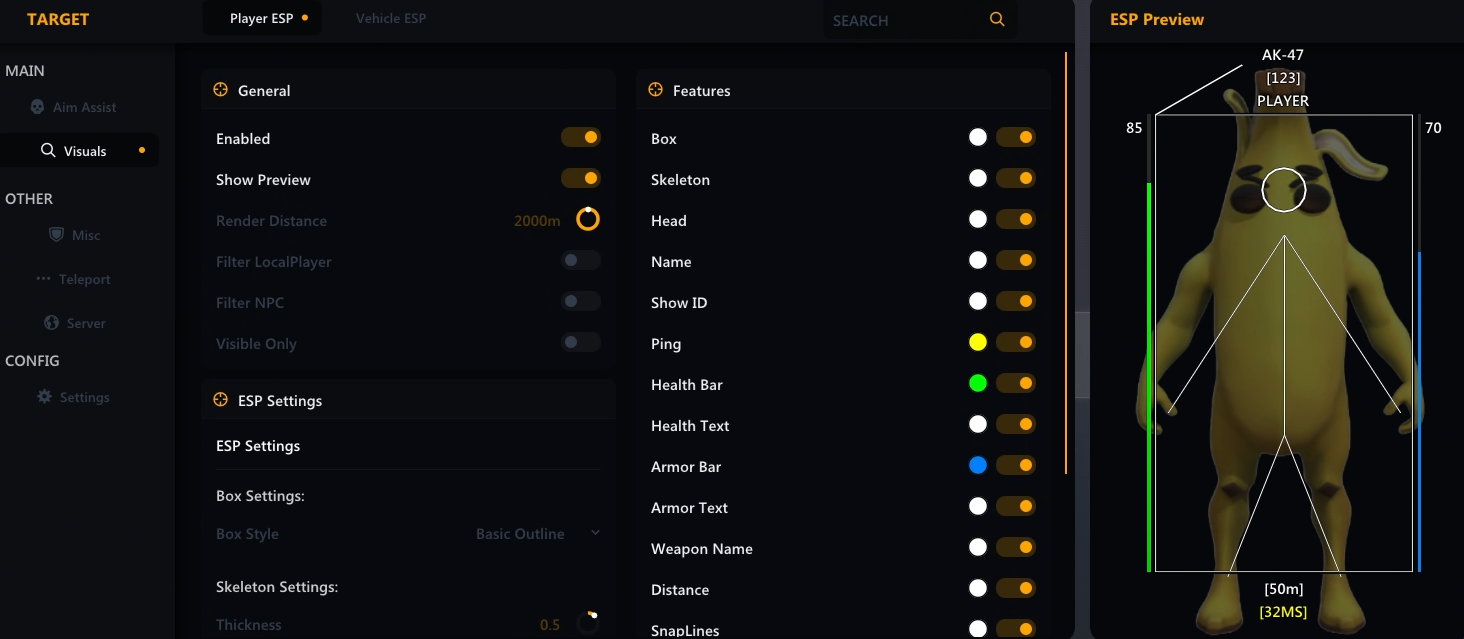 TARGET
Player ESP
Vehicle ESP
SEARCH
MAIN
Aim Assist
Visuals
OTHER
Misc
Teleport
Server
CONFIG
Settings
General
Enabled
Show Preview
Render Distance 2000m
Filter LocalPlayer
Filter NPC
Visible Only
ESP Settings
ESP Settings
Box Settings:
Box Style Basic Outline
Skeleton Settings:
Thickness 0.5
Features
Box
Skeleton
Head
Name
Show ID
Ping
Health Bar
Health Text
Armor Bar
Armor Text
Weapon Name
Distance
SnapLines
ESP Preview
AK-47
[123]
PLAYER
85
70
[50m]
[32MS]